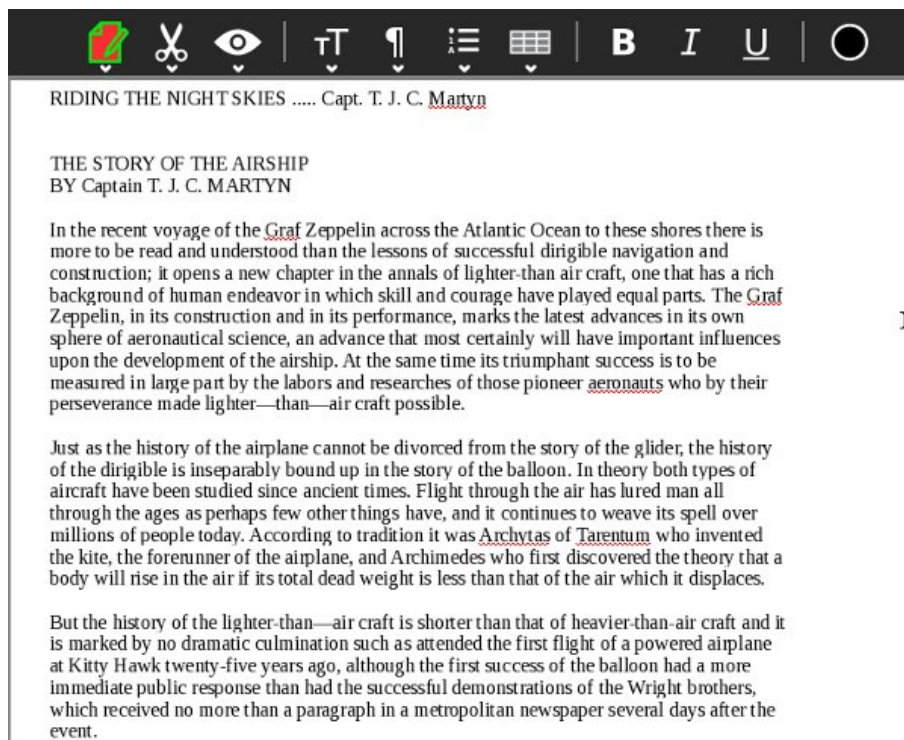 TT ¶ 1 A B I U
RIDING THE NIGHT SKIES ..... Capt. T. J. C. Martyn
THE STORY OF THE AIRSHIP
BY Captain T. J. C. MARTYN
In the recent voyage of the Graf Zeppelin across the Atlantic Ocean to these shores there is
more to be read and understood than the lessons of successful dirigible navigation and
construction; it opens a new chapter in the annals of lighter-than air craft, one that has a rich
background of human endeavor in which skill and courage have played equal parts. The Graf
Zeppelin, in its construction and in its performance, marks the latest advances in its own
sphere of aeronautical science, an advance that most certainly will have important influences
upon the development of the airship. At the same time its triumphant success is to be
measured in large part by the labors and researches of those pioneer aeronauts who by their
perseverance made lighter—than—air craft possible.
Just as the history of the airplane cannot be divorced from the story of the glider, the history
of the dirigible is inseparably bound up in the story of the balloon. In theory both types of
aircraft have been studied since ancient times. Flight through the air has lured man all
through the ages as perhaps few other things have, and it continues to weave its spell over
millions of people today. According to tradition it was Archytas of Tarentum who invented
the kite, the forerunner of the airplane, and Archimedes who first discovered the theory that a
body will rise in the air if its total dead weight is less than that of the air which it displaces.
But the history of the lighter-than—air craft is shorter than that of heavier-than-air craft and it
is marked by no dramatic culmination such as attended the first flight of a powered airplane
at Kitty Hawk twenty-five years ago, although the first success of the balloon had a more
immediate public response than had the successful demonstrations of the Wright brothers,
which received no more than a paragraph in a metropolitan newspaper several days after the
event.